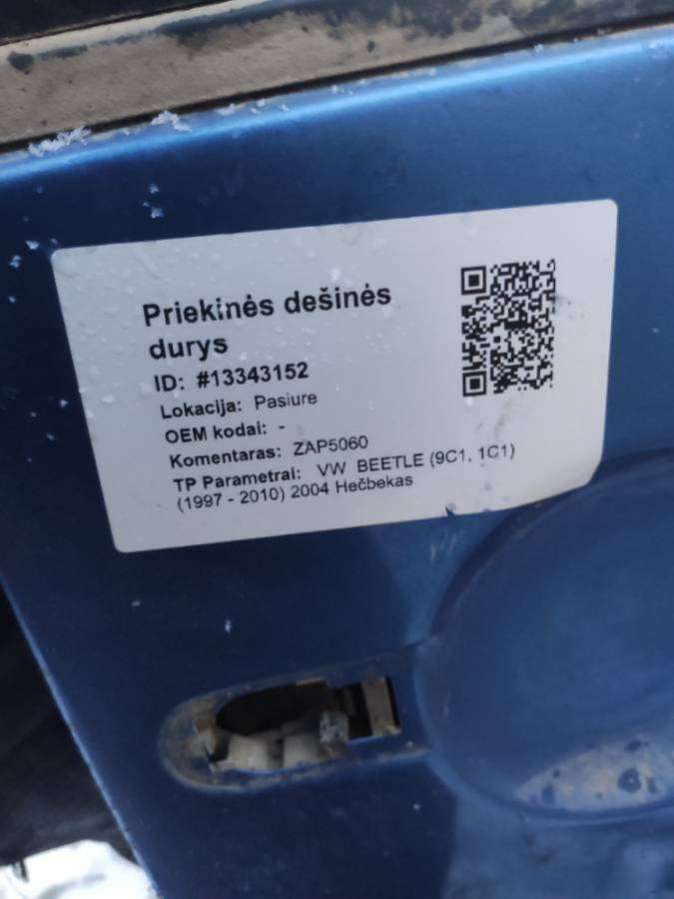 Priekinės dešinės
durys
ID: #13343152
Lokacija: Pasiure
OEM kodai: -
Komentaras: ZAP5060
TP Parametrai: VW BEETLE (9C1, 1C1)
(1997 - 2010) 2004 Hečbekas